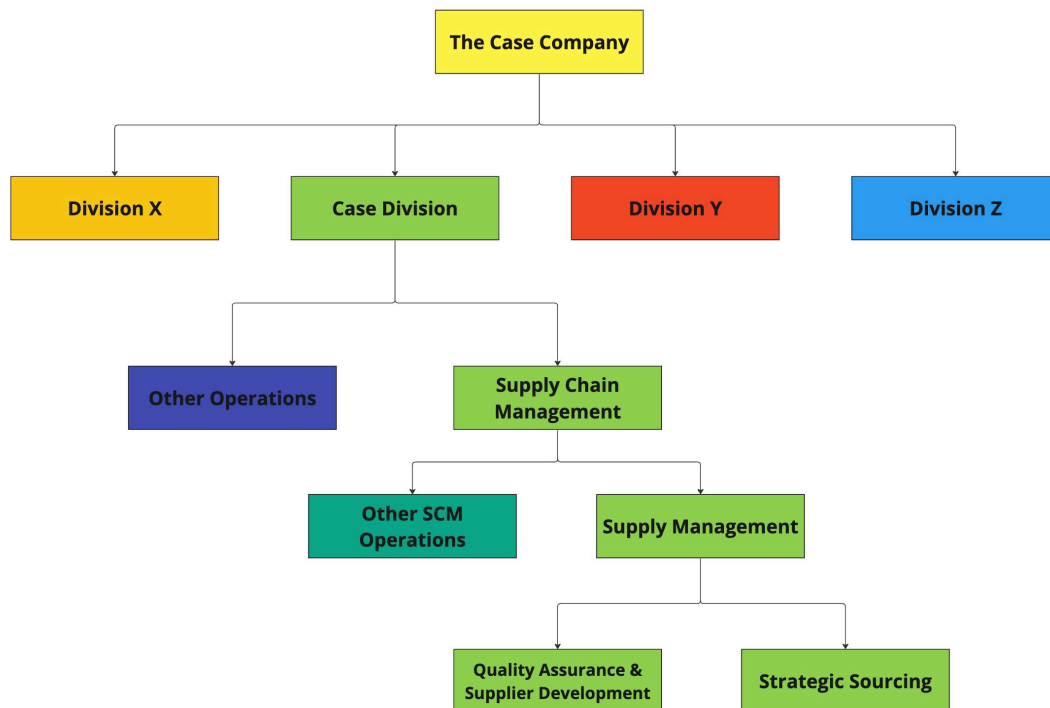 The Case Company
Division X
Case Division
Division Y
Division Z
Other Operations
Supply Chain
Management
Other SCM
Operations
Supply Management
Quality Assurance &
Supplier Development
Strategic Sourcing